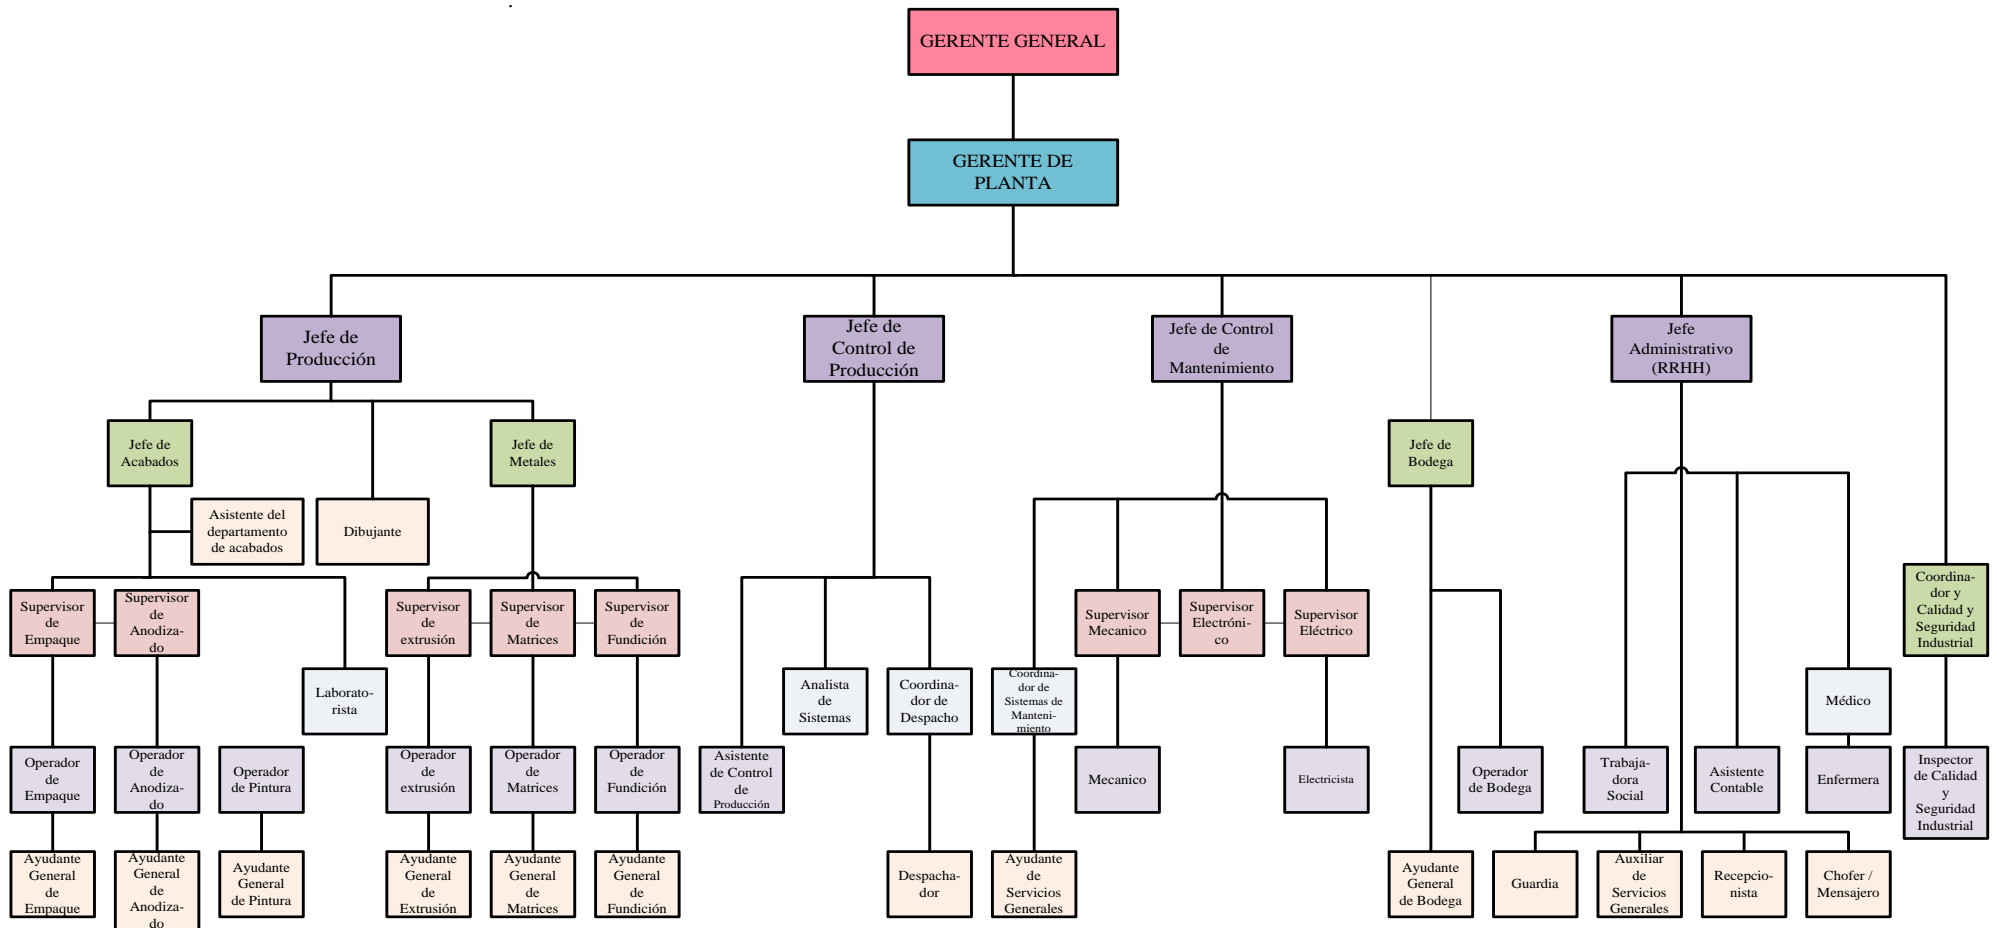 GERENTE GENERAL
GERENTE DE
PLANTA
Jefe de
Producción
Jefe de
Control de
Producción
Jefe de Control
de
Mantenimiento
Jefe
Administrativo
(RRHH)
Jefe de
Acabados
Jefe de
Metales
Jefe de
Bodega
Asistente del
departamento
de acabados
Dibujante
Supervisor
de
Empaque
Supervisor
de
Anodiza-
do
Supervisor
de
extrusión
Supervisor
de
Matrices
Supervisor
de
Fundición
Supervisor
Mecanico
Supervisor
Electróni-
co
Supervisor
Eléctrico
Coordina-
dor y
Calidad y
Seguridad
Industrial
Laborato-
rista
Analista
de
Sistemas
Coordina-
dor de
Despacho
Coordina-
dor de
Sistemas de
Manteni-
miento
Médico
Operador
de
Empaque
Operador
de
Anodiza-
do
Operador
de Pintura
Operador
de
extrusión
Operador
de
Matrices
Operador
de
Fundición
Asistente
de Control
de
Producción
Mecanico
Electricista
Operador
de Bodega
Trabaja-
dora
Social
Asistente
Contable
Enfermera
Inspector
de Calidad
y
Seguridad
Industrial
Ayudante
General
de
Empaque
Ayudante
General
de
Anodiza-
do
Ayudante
General
de Pintura
Ayudante
General
de
Extrusión
Ayudante
General
de
Matrices
Ayudante
General
de
Fundición
Despacha-
dor
Ayudante
de
Servicios
Generales
Ayudante
General
de Bodega
Guardia
Auxiliar
de
Servicios
Generales
Recepcio-
nista
Chofer /
Mensajero